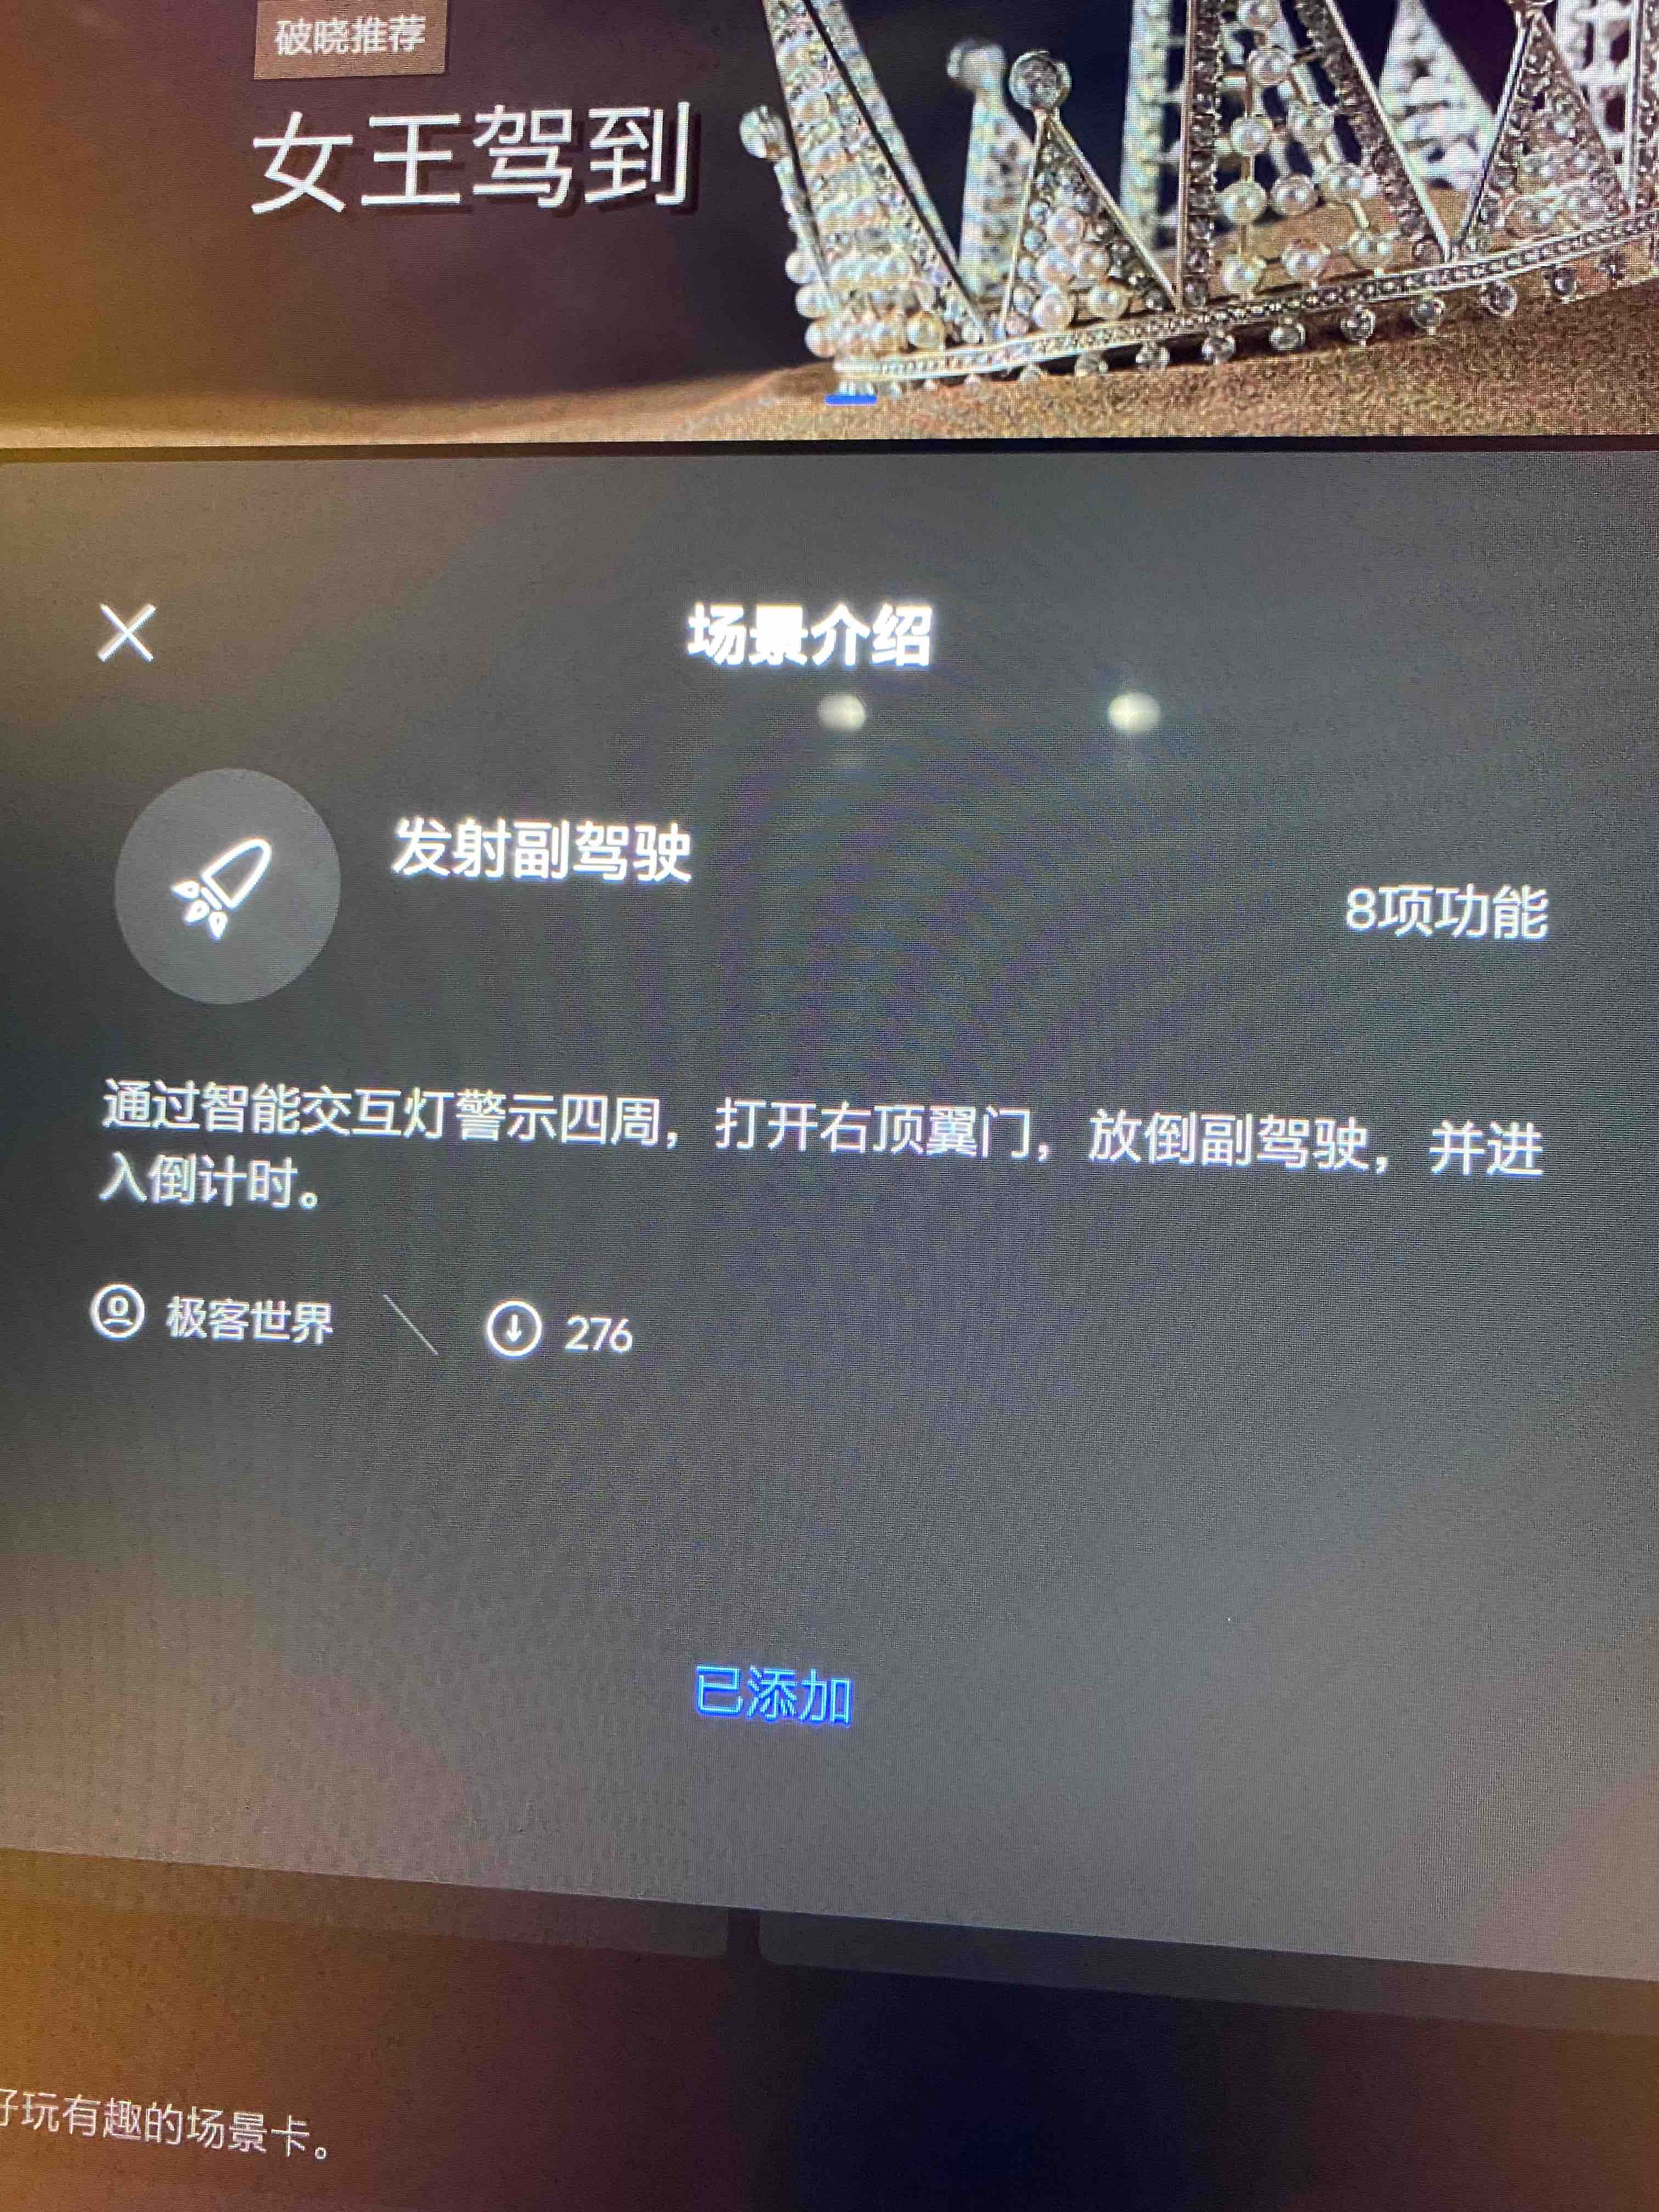 破晓推荐
女王驾到
场景介绍
发射副驾驶
8项功能
通过智能交互灯警示四周，打开右顶翼门，放倒副驾驶，并进
入倒计时。
极客世界
276
已添加
好玩有趣的场景卡。